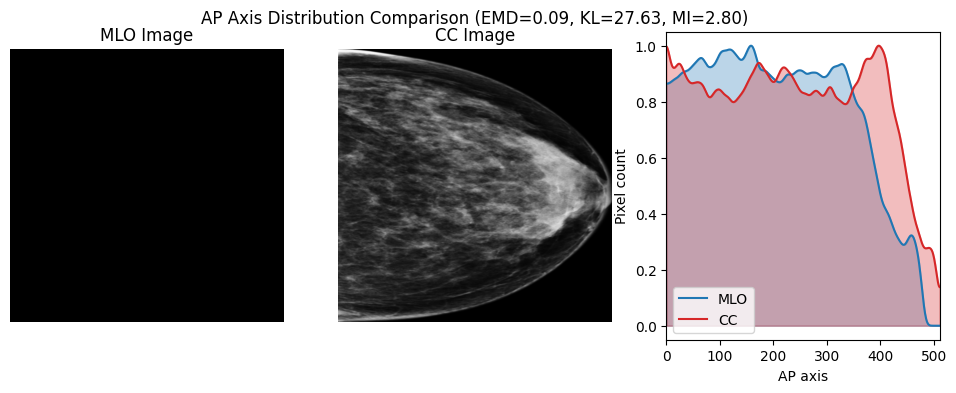 AP Axis Distribution Comparison (EMD=0.09, KL=27.63, MI=2.80)
MLO Image
CC Image
1.0
0.8
0.6
0.4
0.2
0.0
Pixel count
MLO
CC
0 100 200 300 400 500
AP axis